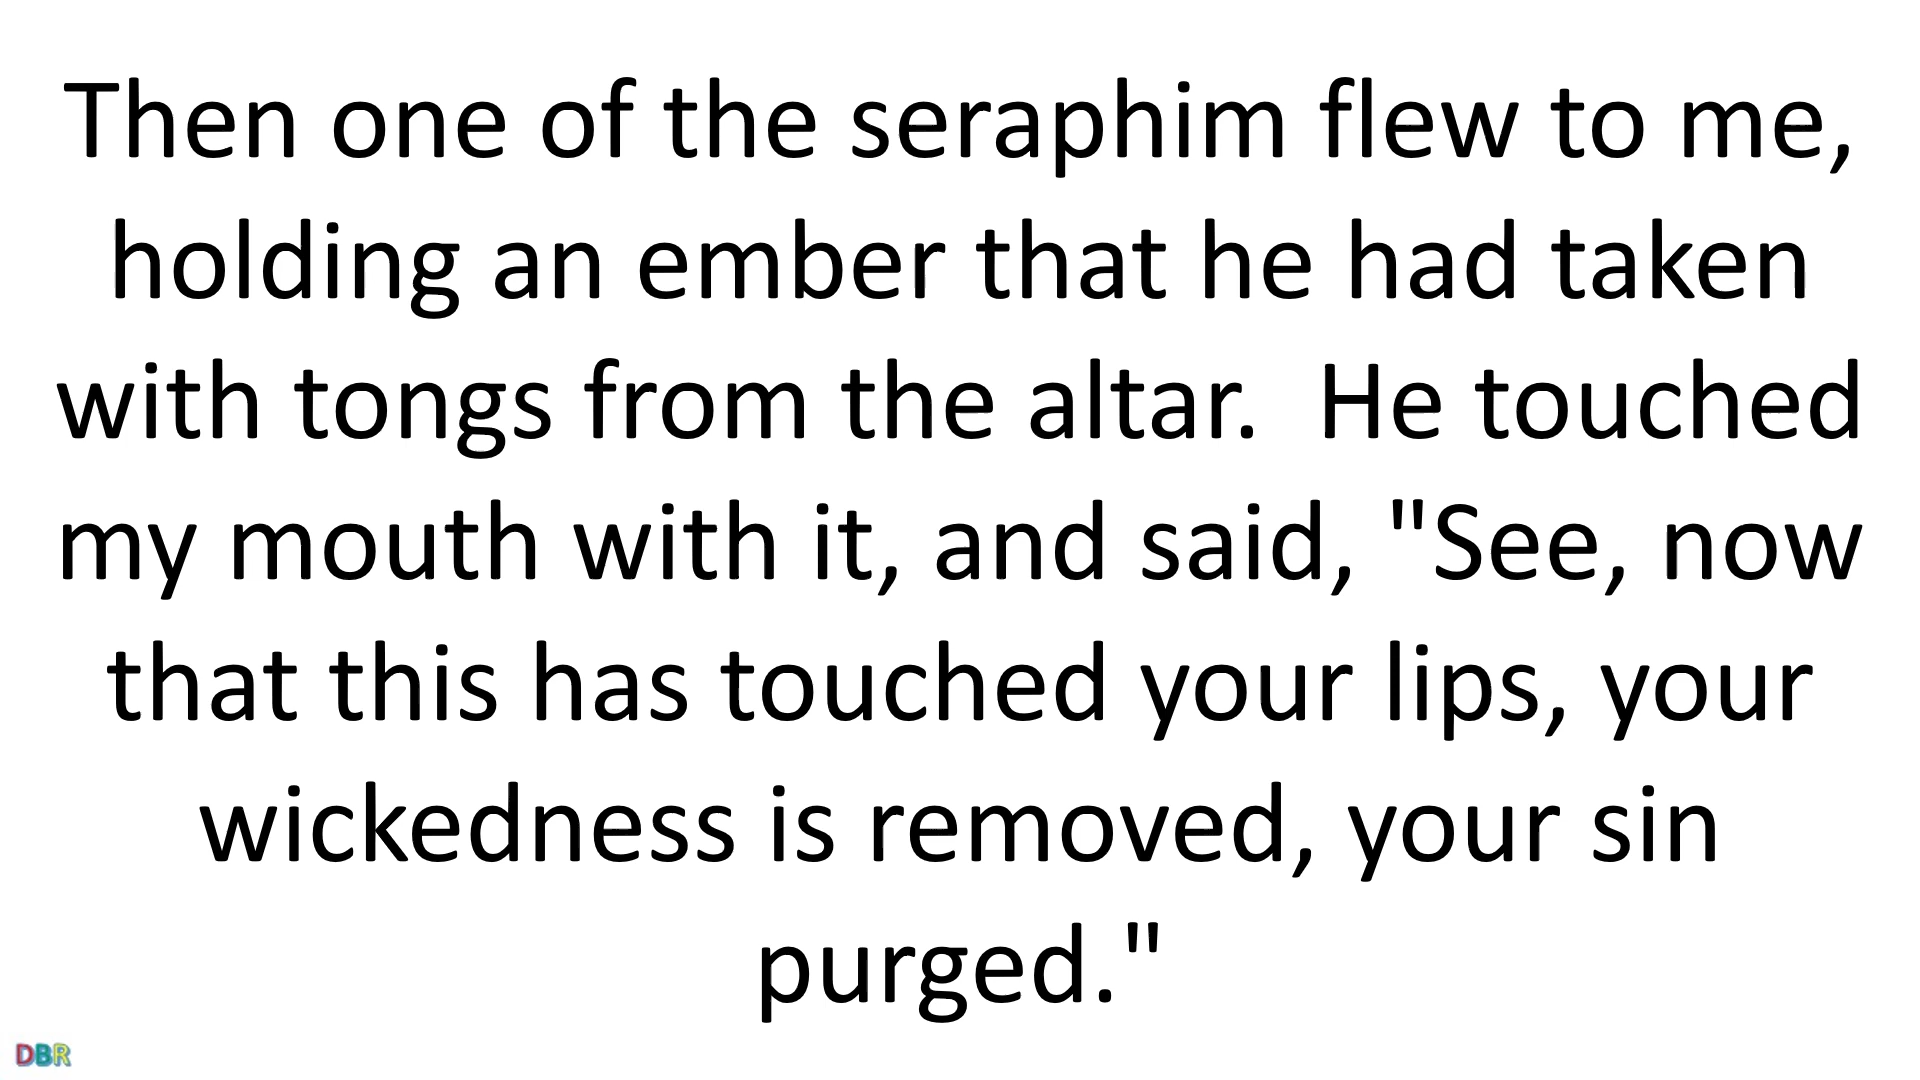 Then one of the seraphim flew to me,
holding an ember that he had taken
with tongs from the altar.  He touched
my mouth with it, and said, "See, now
that this has touched your lips, your
wickedness is removed, your sin
purged."
DBR